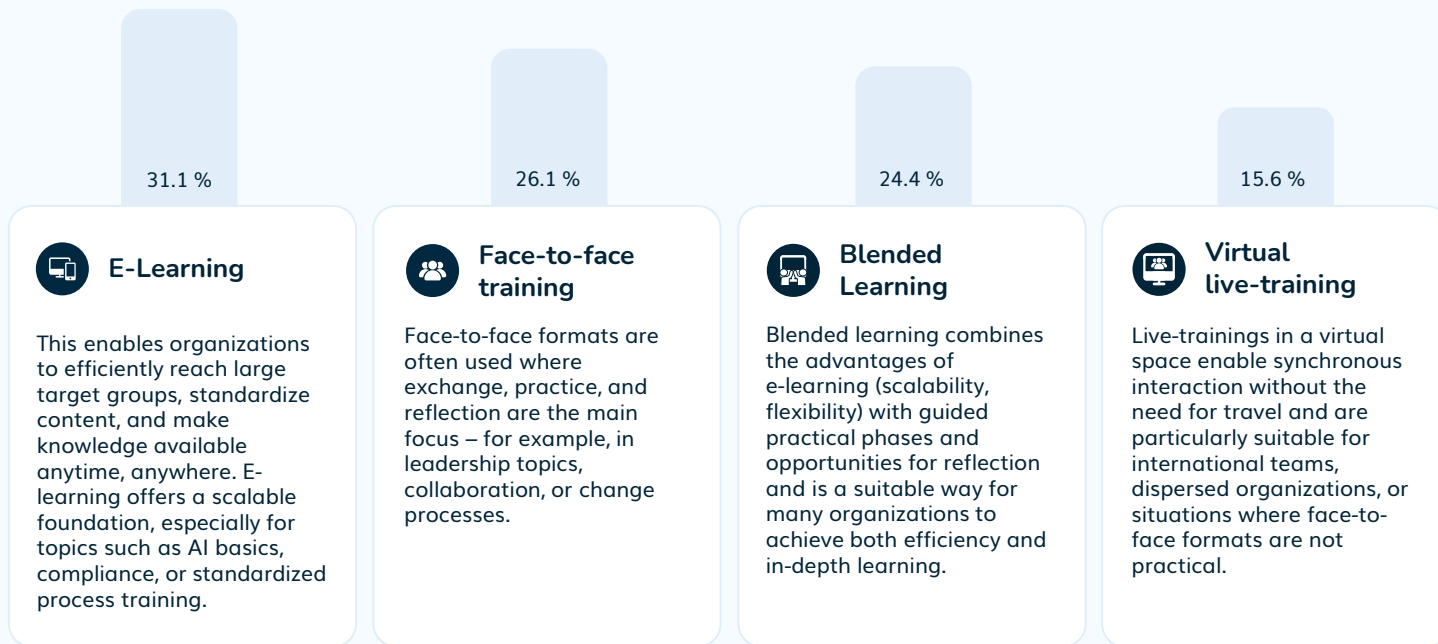 31.1 %
E-Learning
This enables organizations
to efficiently reach large
target groups, standardize
content, and make
knowledge available
anytime, anywhere. E-
learning offers a scalable
foundation, especially for
topics such as AI basics,
compliance, or standardized
process training.
26.1 %
Face-to-face
training
Face-to-face formats are
often used where
exchange, practice, and
reflection are the main
focus – for example, in
leadership topics,
collaboration, or change
processes.
24.4 %
Blended
Learning
Blended learning combines
the advantages of
e-learning (scalability,
flexibility) with guided
practical phases and
opportunities for reflection
and is a suitable way for
many organizations to
achieve both efficiency and
in-depth learning.
15.6 %
Virtual
live-training
Live-trainings in a virtual
space enable synchronous
interaction without the
need for travel and are
particularly suitable for
international teams,
dispersed organizations, or
situations where face-to-
face formats are not
practical.